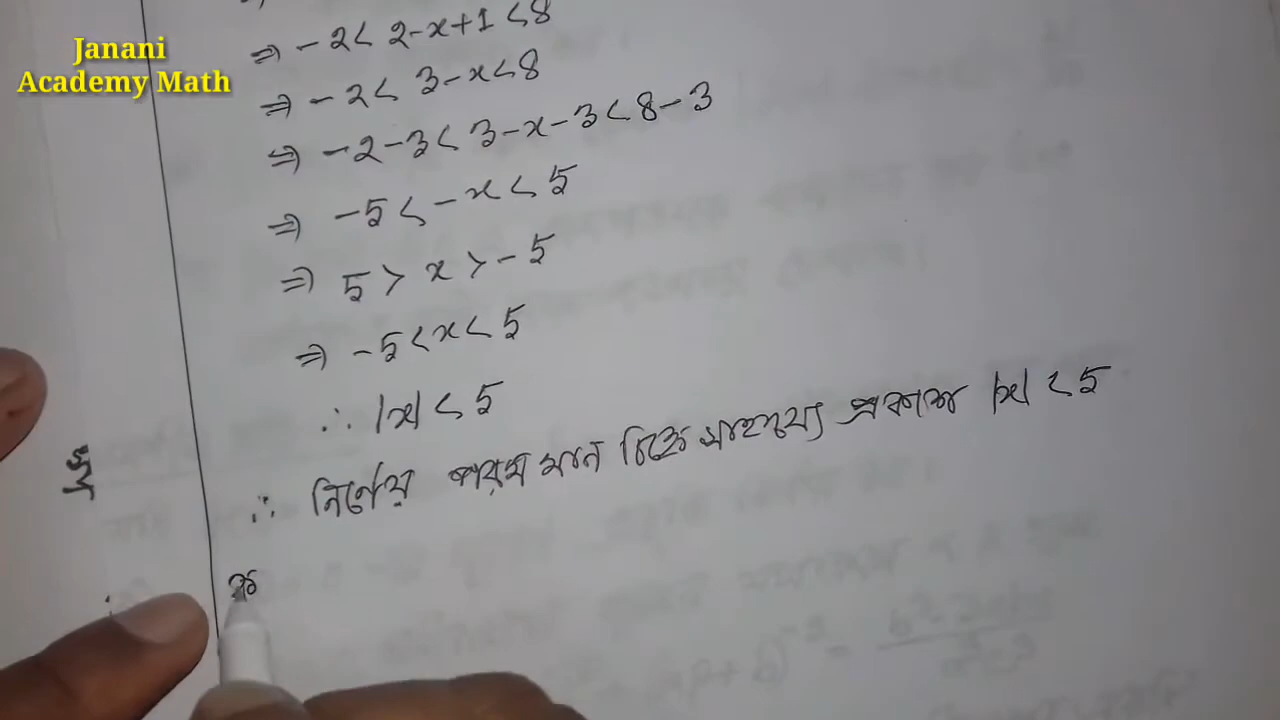 Janani
Academy Math
⇒ -2 < 2-x+1 < 8
⇒ -2 < 3-x < 8
⇒ -2-3 < 3-x-3 < 8-3
⇒ -5 < -x < 5
⇒ 5 > x > -5
⇒ -5 < x < 5
∴ |x| < 5
∴ নির্ণেয় পরম মান চিহ্নে সাহায্যে প্রকাশ |x| < 5